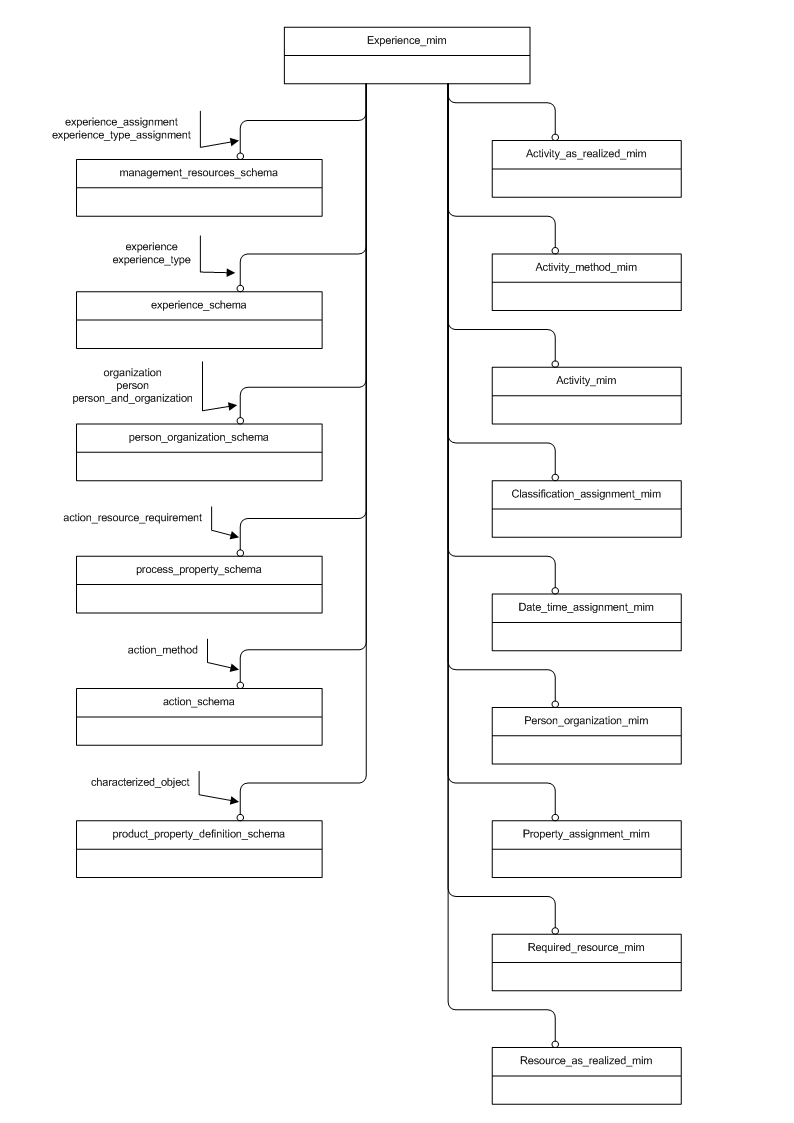 Experience_mim
experience_assignment
experience_type_assignment
management_resources_schema
experience
experience_type
experience_schema
organization
person
person_and_organization
person_organization_schema
action_resource_requirement
process_property_schema
action_method
action_schema
characterized_object
product_property_definition_schema
Activity_as_realized_mim
Activity_method_mim
Activity_mim
Classification_assignment_mim
Date_time_assignment_mim
Person_organization_mim
Property_assignment_mim
Required_resource_mim
Resource_as_realized_mim